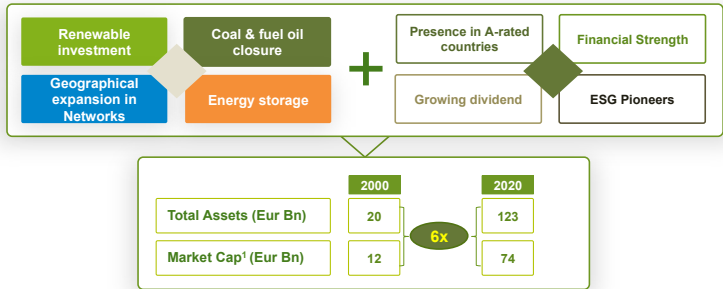 Renewable
investment
Coal & fuel oil
closure
Geographical
expansion in
Networks
Energy storage
+
Presence in A-rated
countries
Financial Strength
Growing dividend
ESG Pioneers
2000
2020
Total Assets (Eur Bn)
20
123
6x
Market Cap¹ (Eur Bn)
12
74